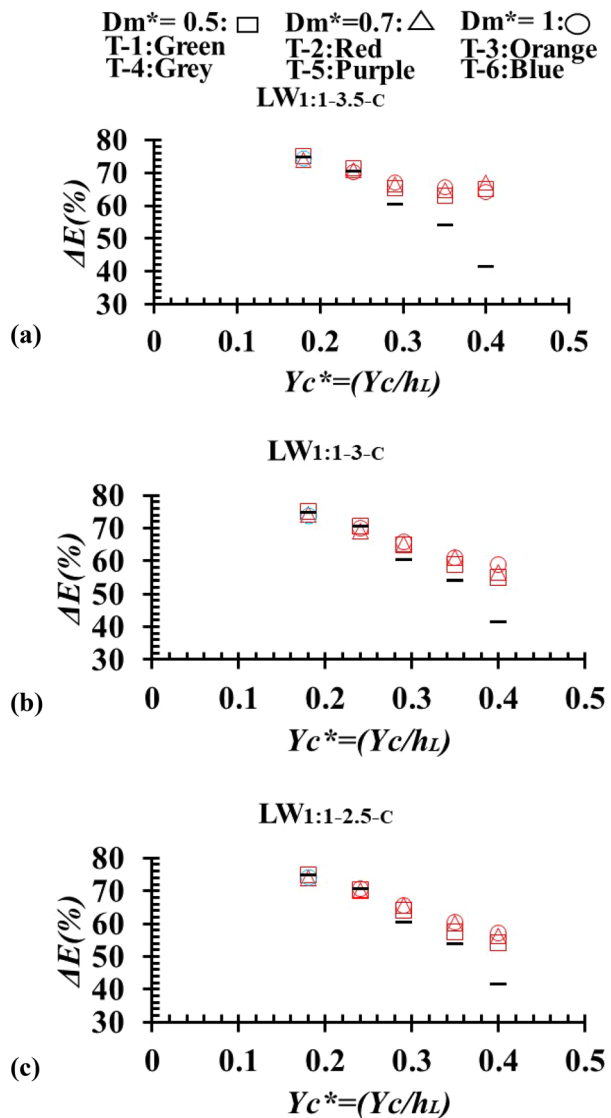 Dm*= 0.5: □ Dm*=0.7: △ Dm*= 1:○
T-1:Green T-2:Red T-3:Orange
T-4:Grey T-5:Purple T-6:Blue
LW1:1-3.5-C
80
70
60
50
40
30
ΔE(%)
(a)
0 0.1 0.2 0.3 0.4 0.5
Yc*=(Yc/hL)
LW1:1-3-C
80
70
60
50
40
30
ΔE(%)
(b)
0 0.1 0.2 0.3 0.4 0.5
Yc*=(Yc/hL)
LW1:1-2.5-C
80
70
60
50
40
30
ΔE(%)
(c)
0 0.1 0.2 0.3 0.4 0.5
Yc*=(Yc/hL)